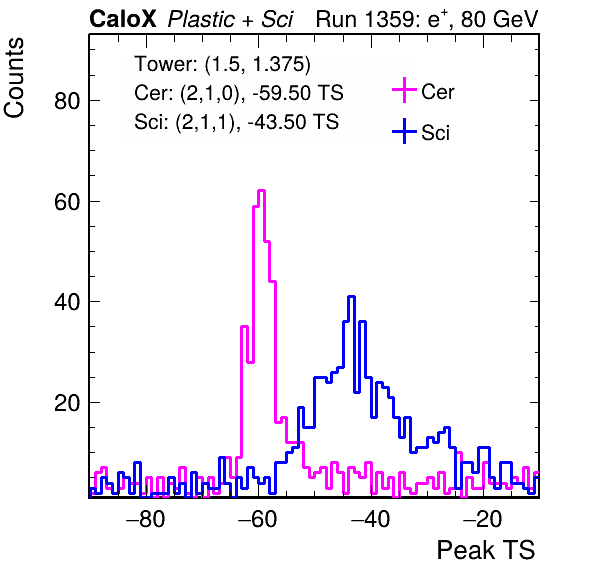 CaloX Plastic + Sci Run 1359: e⁺, 80 GeV
Counts
Tower: (1.5, 1.375)
Cer: (2,1,0), -59.50 TS
Sci: (2,1,1), -43.50 TS
Cer
Sci
80
60
40
20
−80 −60 −40 −20
Peak TS